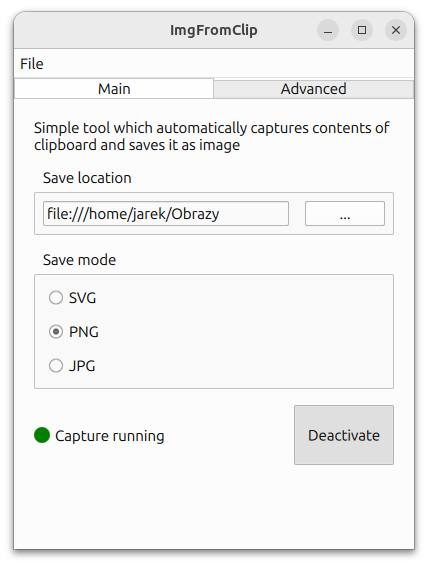 ImgFromClip
File
Main
Advanced
Simple tool which automatically captures contents of
clipboard and saves it as image
Save location
file:///home/jarek/Obrazy
...
Save mode
SVG
PNG
JPG
Capture running
Deactivate